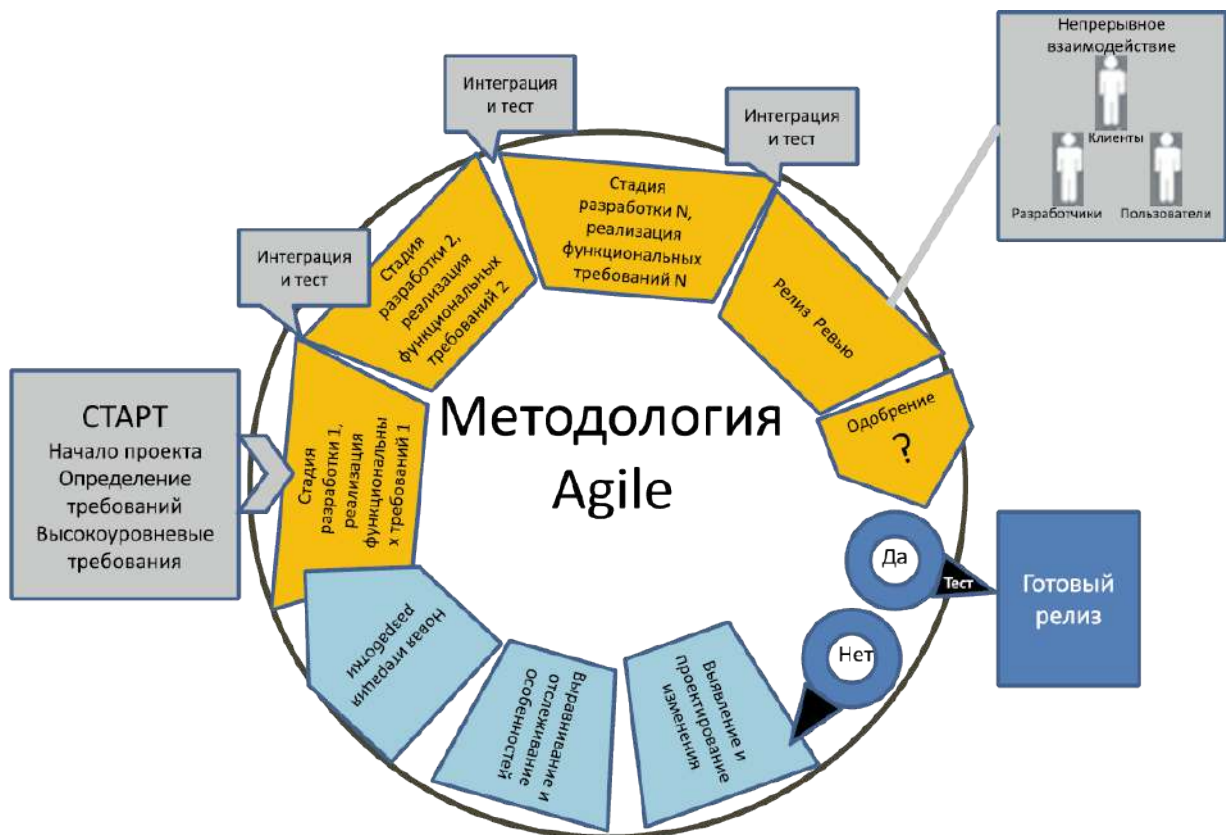 Непрерывное
взаимодействие
Клиенты
Разработчики
Пользователи
Интеграция
и тест
Интеграция
и тест
Интеграция
и тест
СТАРТ
Начало проекта
Определение
требований
Высокоуровневые
требования
Стадия
разработки 1,
реализация
функциональны
х требований 1
Стадия
разработки 2,
реализация
функциональных
требований 2
Стадия
разработки N,
реализация
функциональных
требований N
Релиз Ревью
Одобрение
?
Методология
Agile
Да
Тест
Готовый
релиз
Нет
Выявление и
проектирование
изменения
Выравнивание и
отслеживание
особенностей
Новая итерация
разработки